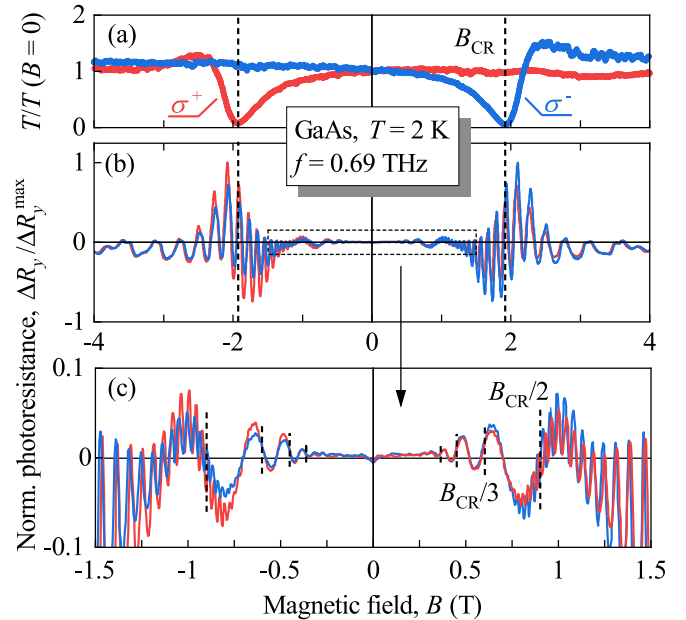 (a)
B_CR
2
1
0
T/T (B = 0)
σ⁺
σ⁻
GaAs, T = 2 K
f = 0.69 THz
(b)
1
0
-1
-4 -2 0 2 4
Norm. photoresistance, ΔR_y/ΔR_y^max
(c)
0.1
0
-0.1
B_CR/2
B_CR/3
-1.5 -1 -0.5 0 0.5 1 1.5
Magnetic field, B (T)